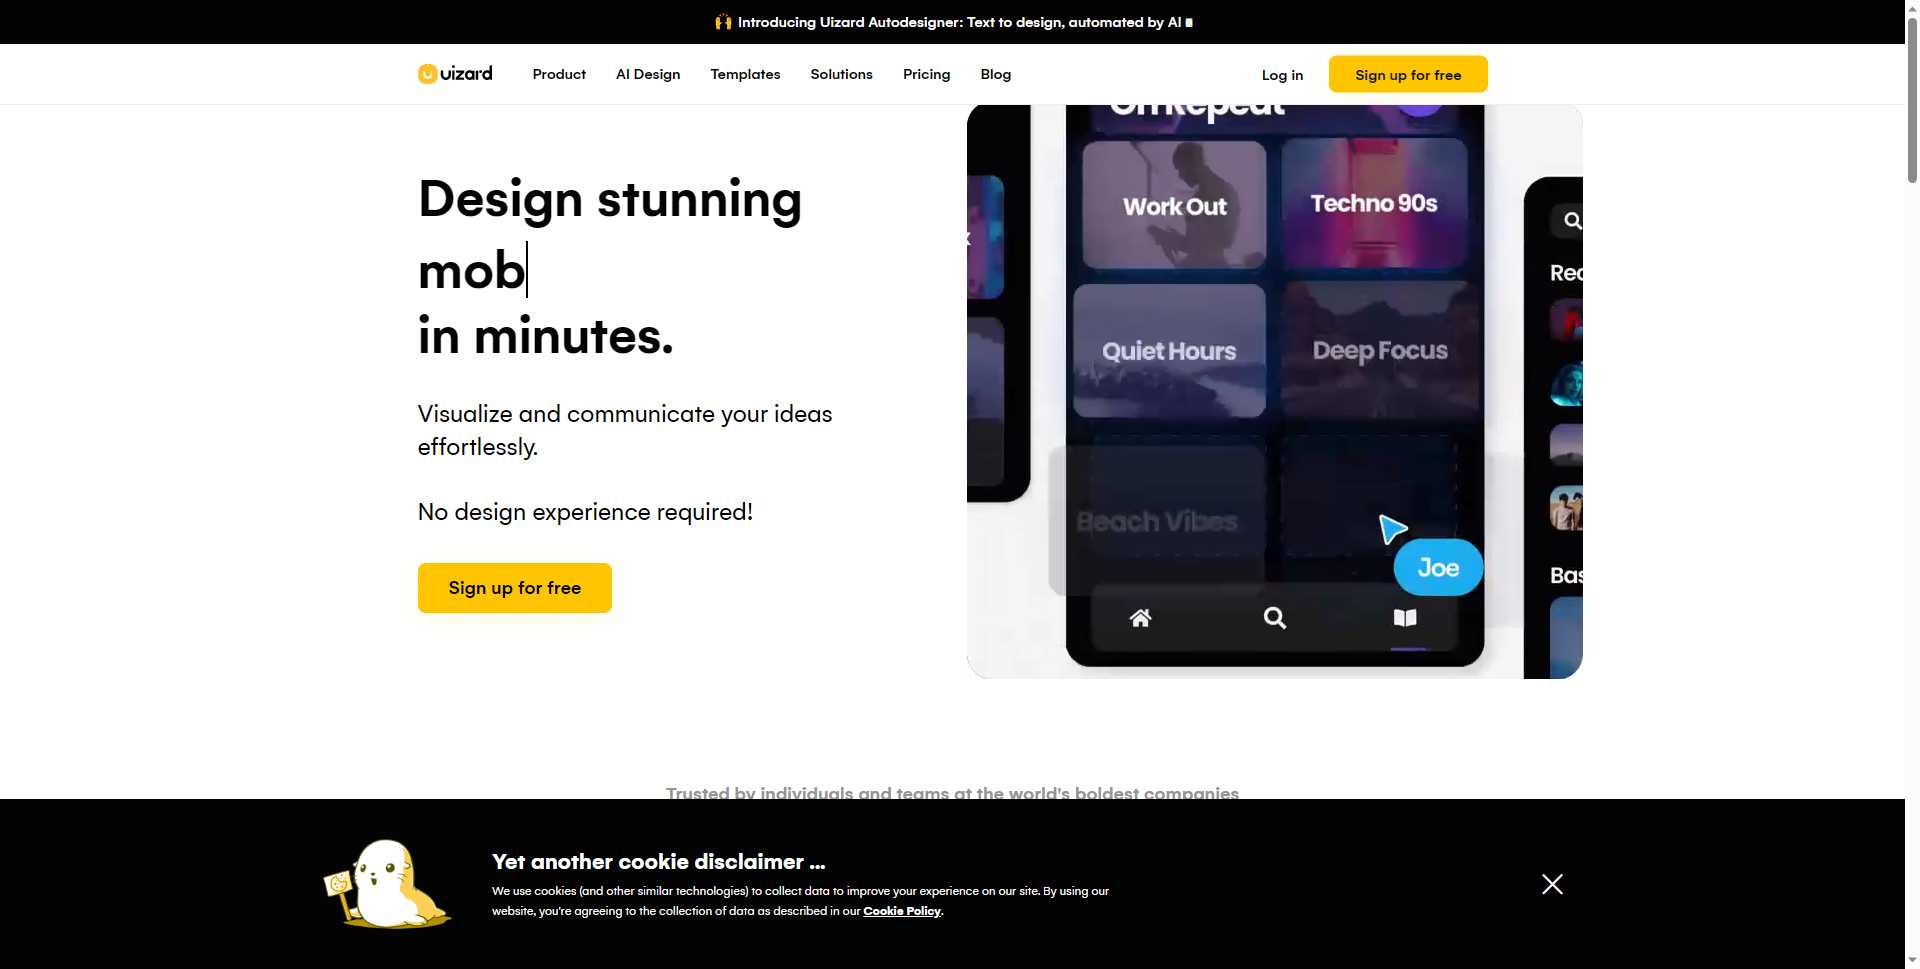 🙌 Introducing Uizard Autodesigner: Text to design, automated by AI
uizard
Product
AI Design
Templates
Solutions
Pricing
Blog
Log in
Sign up for free
Design stunning
mob
in minutes.
Visualize and communicate your ideas
effortlessly.
No design experience required!
Sign up for free
On Repeat
Work Out
Techno 90s
Quiet Hours
Deep Focus
Beach Vibes
Joe
Trusted by individuals and teams at the world's boldest companies
Yet another cookie disclaimer ...
We use cookies (and other similar technologies) to collect data to improve your experience on our site. By using our
website, you're agreeing to the collection of data as described in our Cookie Policy.